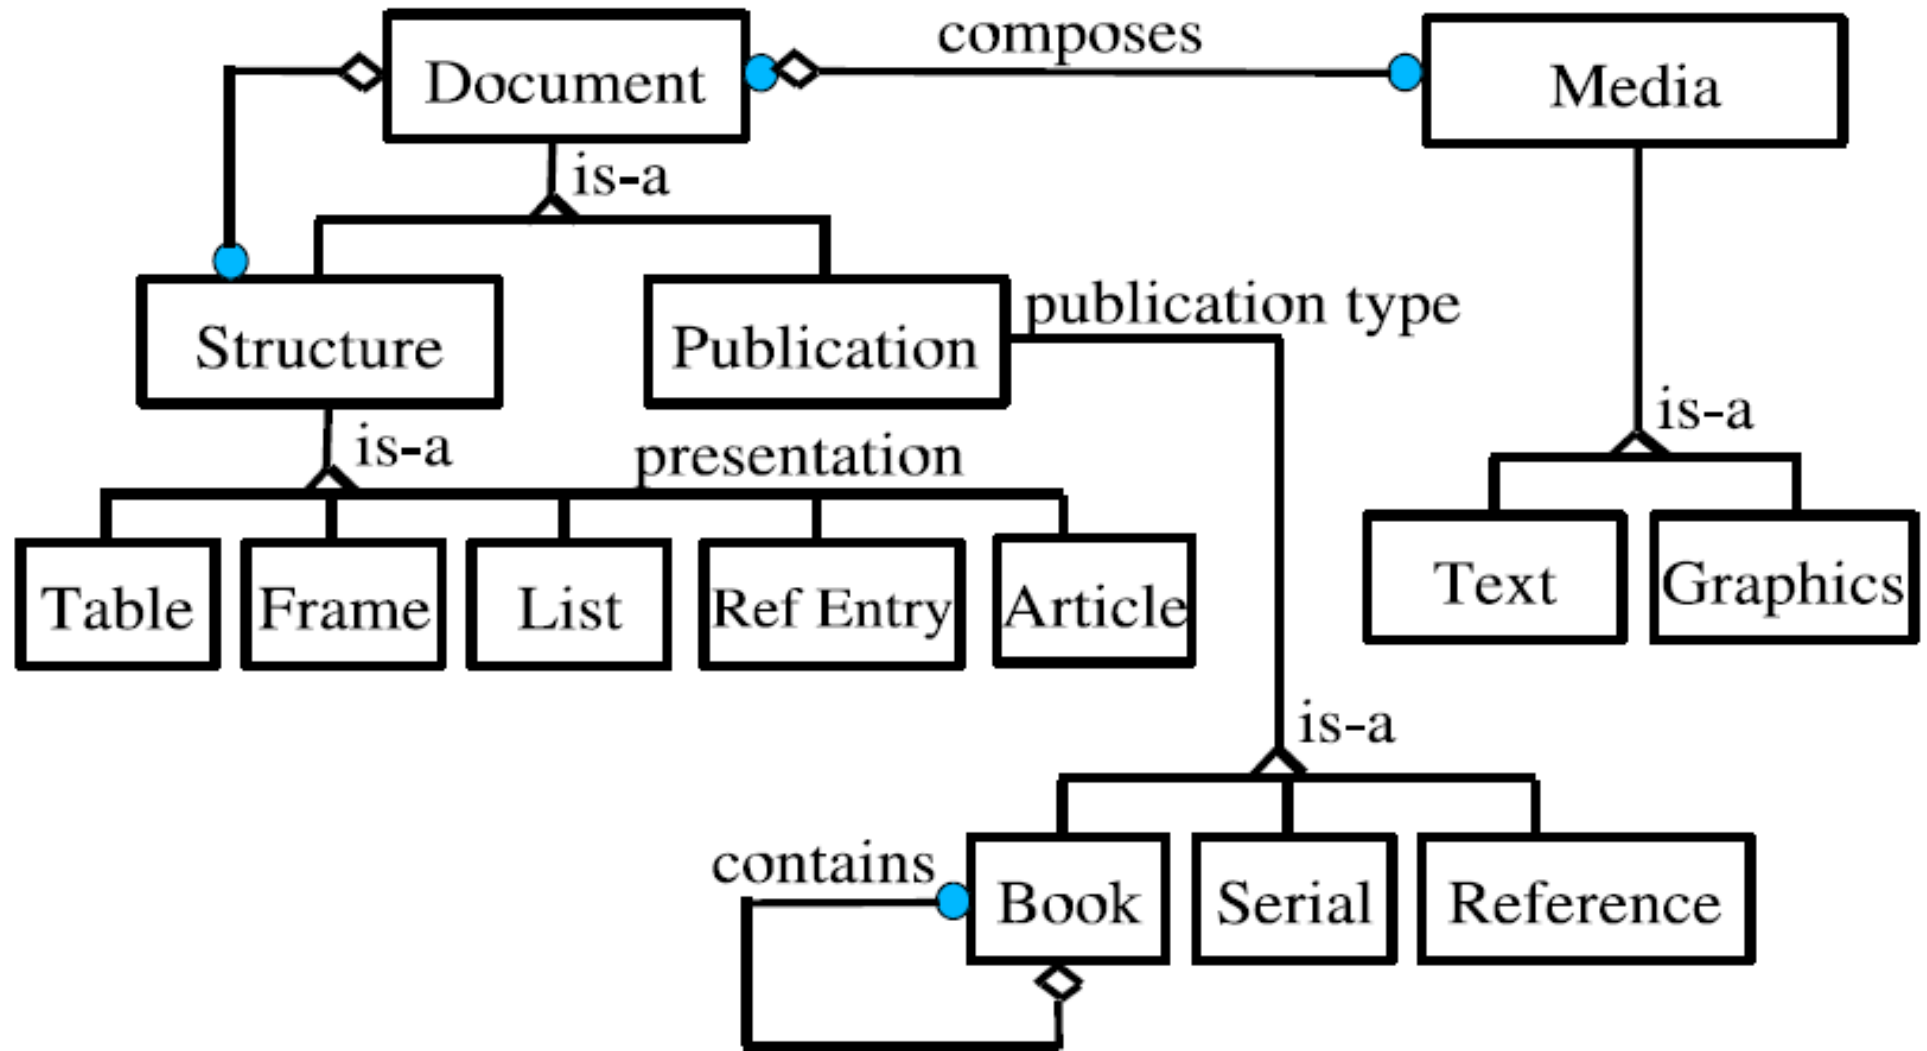 composes
Document
Media
is-a
publication type
Structure
Publication
is-a
is-a
presentation
Table
Frame
List
Ref Entry
Article
Text
Graphics
is-a
contains
Book
Serial
Reference